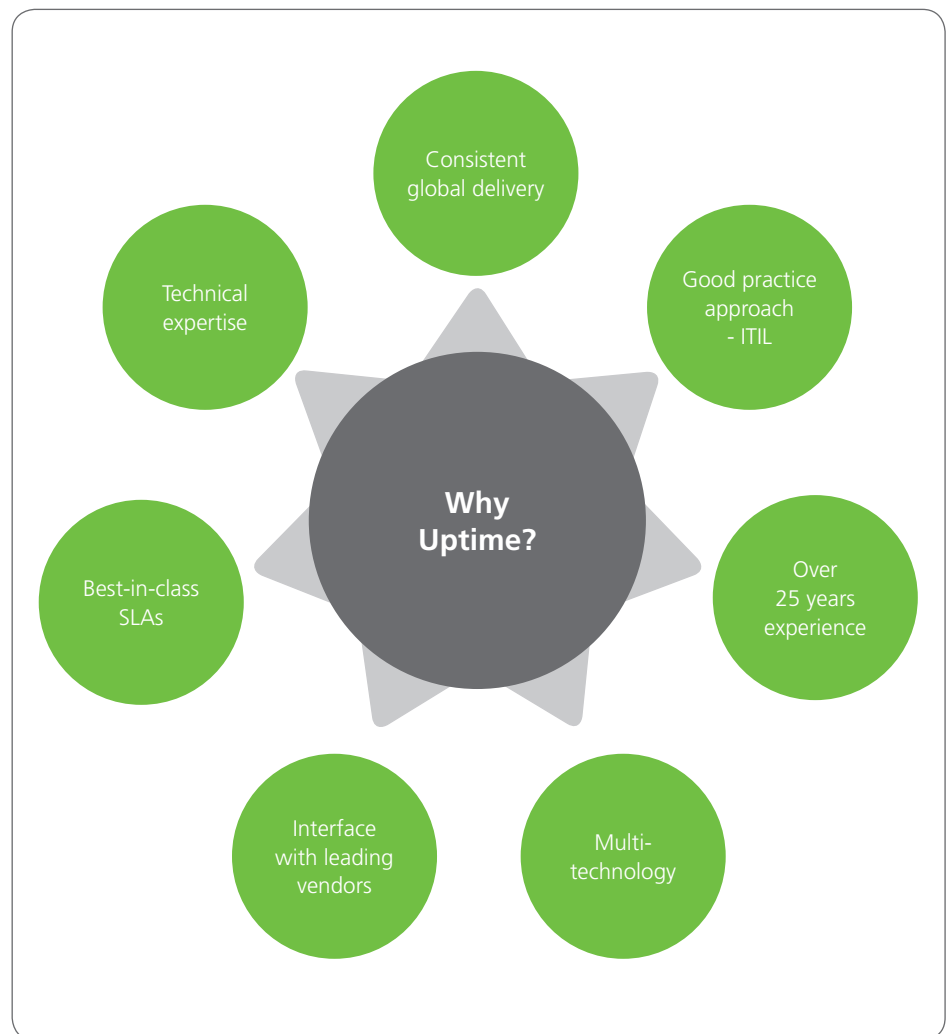 Consistent
global delivery
Technical
expertise
Good practice
approach
- ITIL
Why
Uptime?
Best-in-class
SLAs
Over
25 years
experience
Interface
with leading
vendors
Multi-
technology